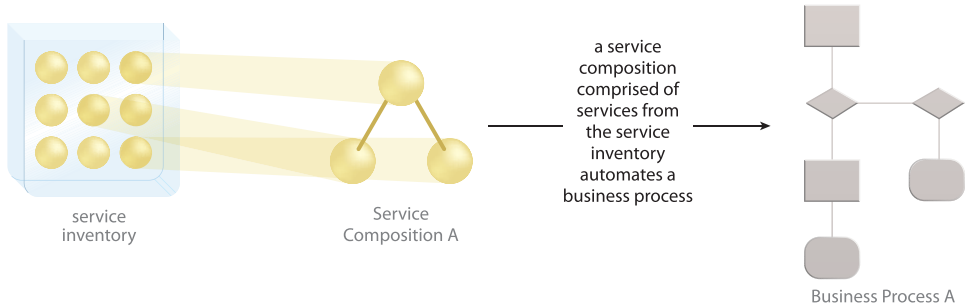 service
inventory
Service
Composition A
a service
composition
comprised of
services from
the service
inventory
automates a
business process
Business Process A